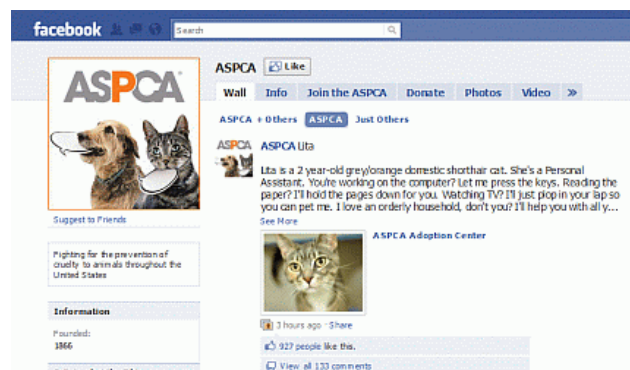 facebook
Search
ASPCA Like
ASPCA
Wall Info Join the ASPCA Donate Photos Video »
ASPCA + Others ASPCA Just Others
ASPCA ASPCA Lita
Lita is a 2 year-old grey/orange domestic shorthair cat. She's a Personal
Assistant. You're working on the computer? Let me press the keys. Reading the
paper? I'll hold the pages down for you. Watching TV? I'll just plop in your lap so
you can pet me. I love an orderly household, don't you? I'll help you with all y...
See More
ASPCA Adoption Center
3 hours ago · Share
927 people like this.
View all 133 comments
Suggest to Friends
Fighting for the prevention of
cruelty to animals throughout the
United States
Information
Founded:
1866